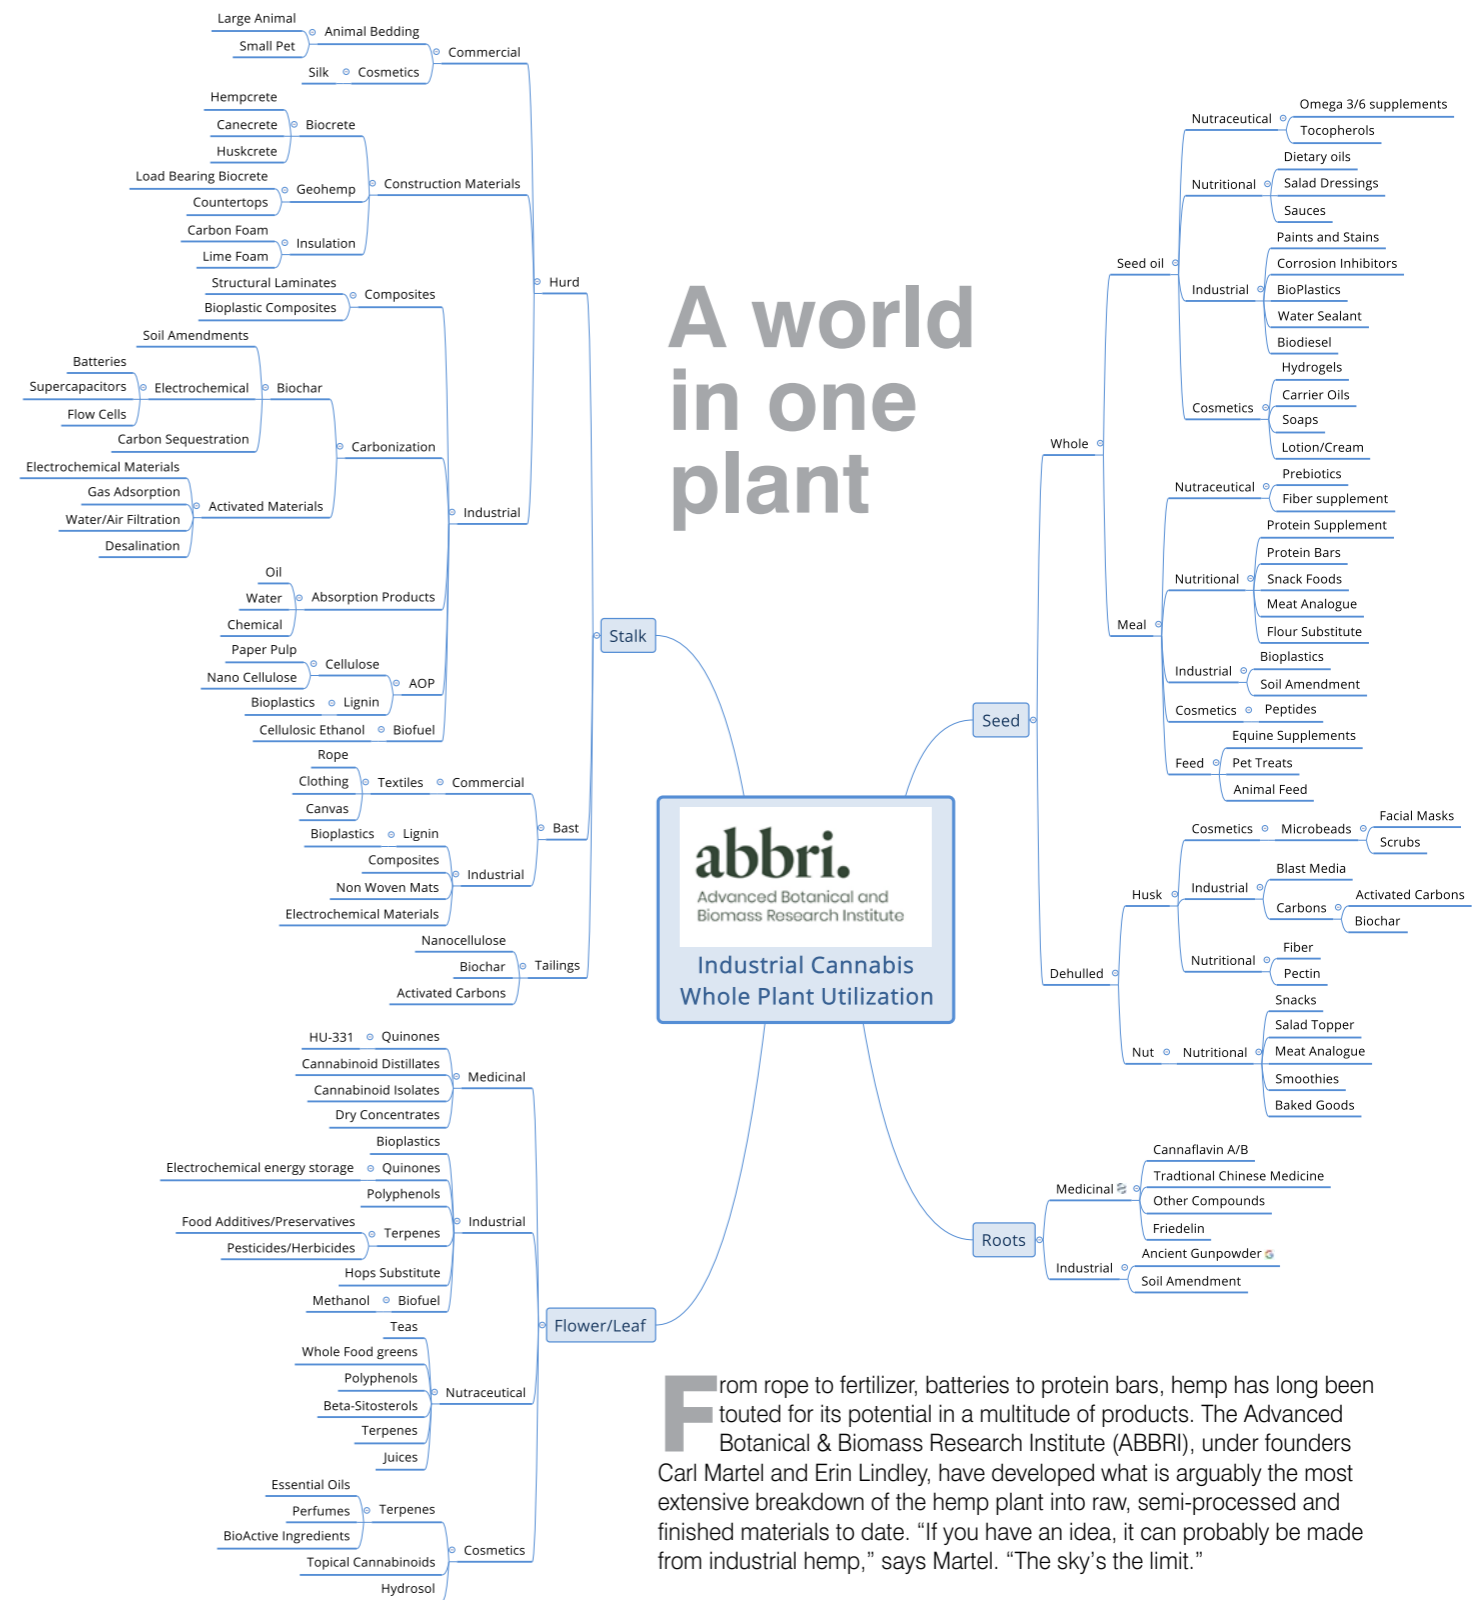 A world
in one
plant
abbri.
Advanced Botanical and
Biomass Research Institute
Industrial Cannabis
Whole Plant Utilization
Stalk
Hurd
Commercial
Animal Bedding
Large Animal
Small Pet
Cosmetics
Silk
Construction Materials
Biocrete
Hempcrete
Canecrete
Huskcrete
Geohemp
Load Bearing Biocrete
Countertops
Insulation
Carbon Foam
Lime Foam
Industrial
Composites
Structural Laminates
Bioplastic Composites
Carbonization
Biochar
Soil Amendments
Electrochemical
Batteries
Supercapacitors
Flow Cells
Carbon Sequestration
Activated Materials
Electrochemical Materials
Gas Adsorption
Water/Air Filtration
Desalination
Absorption Products
Oil
Water
Chemical
AOP
Cellulose
Paper Pulp
Nano Cellulose
Lignin
Bioplastics
Biofuel
Cellulosic Ethanol
Bast
Commercial
Textiles
Rope
Clothing
Canvas
Industrial
Lignin
Bioplastics
Composites
Non Woven Mats
Electrochemical Materials
Tailings
Nanocellulose
Biochar
Activated Carbons
Flower/Leaf
Medicinal
Quinones
HU-331
Cannabinoid Distillates
Cannabinoid Isolates
Dry Concentrates
Industrial
Bioplastics
Quinones
Electrochemical energy storage
Polyphenols
Terpenes
Food Additives/Preservatives
Pesticides/Herbicides
Hops Substitute
Biofuel
Methanol
Nutraceutical
Teas
Whole Food greens
Polyphenols
Beta-Sitosterols
Terpenes
Juices
Cosmetics
Terpenes
Essential Oils
Perfumes
BioActive Ingredients
Topical Cannabinoids
Hydrosol
Seed
Whole
Seed oil
Nutraceutical
Omega 3/6 supplements
Tocopherols
Nutritional
Dietary oils
Salad Dressings
Sauces
Industrial
Paints and Stains
Corrosion Inhibitors
BioPlastics
Water Sealant
Biodiesel
Cosmetics
Hydrogels
Carrier Oils
Soaps
Lotion/Cream
Meal
Nutraceutical
Prebiotics
Fiber supplement
Nutritional
Protein Supplement
Protein Bars
Snack Foods
Meat Analogue
Flour Substitute
Industrial
Bioplastics
Soil Amendment
Cosmetics
Peptides
Feed
Equine Supplements
Pet Treats
Animal Feed
Dehulled
Husk
Cosmetics
Microbeads
Facial Masks
Scrubs
Industrial
Blast Media
Carbons
Activated Carbons
Biochar
Nutritional
Fiber
Pectin
Nut
Nutritional
Snacks
Salad Topper
Meat Analogue
Smoothies
Baked Goods
Roots
Medicinal
Cannaflavin A/B
Tradtional Chinese Medicine
Other Compounds
Friedelin
Industrial
Ancient Gunpowder
Soil Amendment
From rope to fertilizer, batteries to protein bars, hemp has long been
touted for its potential in a multitude of products. The Advanced
Botanical & Biomass Research Institute (ABBRI), under founders
Carl Martel and Erin Lindley, have developed what is arguably the most
extensive breakdown of the hemp plant into raw, semi-processed and
finished materials to date. “If you have an idea, it can probably be made
from industrial hemp,” says Martel. “The sky’s the limit.”